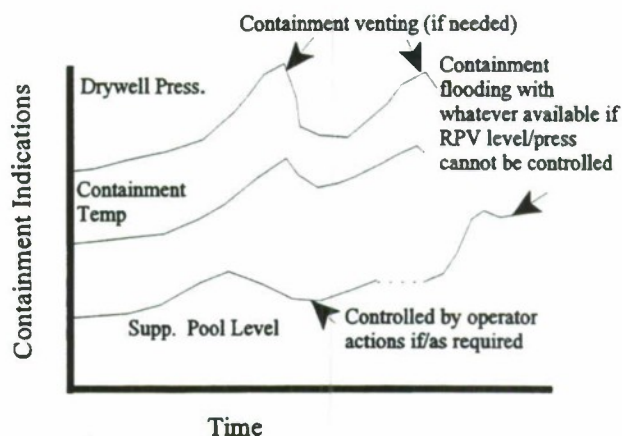 Containment venting (if needed)
Drywell Press.
Containment
flooding with
whatever available if
RPV level/press
cannot be controlled
Containment
Temp
Supp. Pool Level
Controlled by operator
actions if/as required
Containment Indications
Time